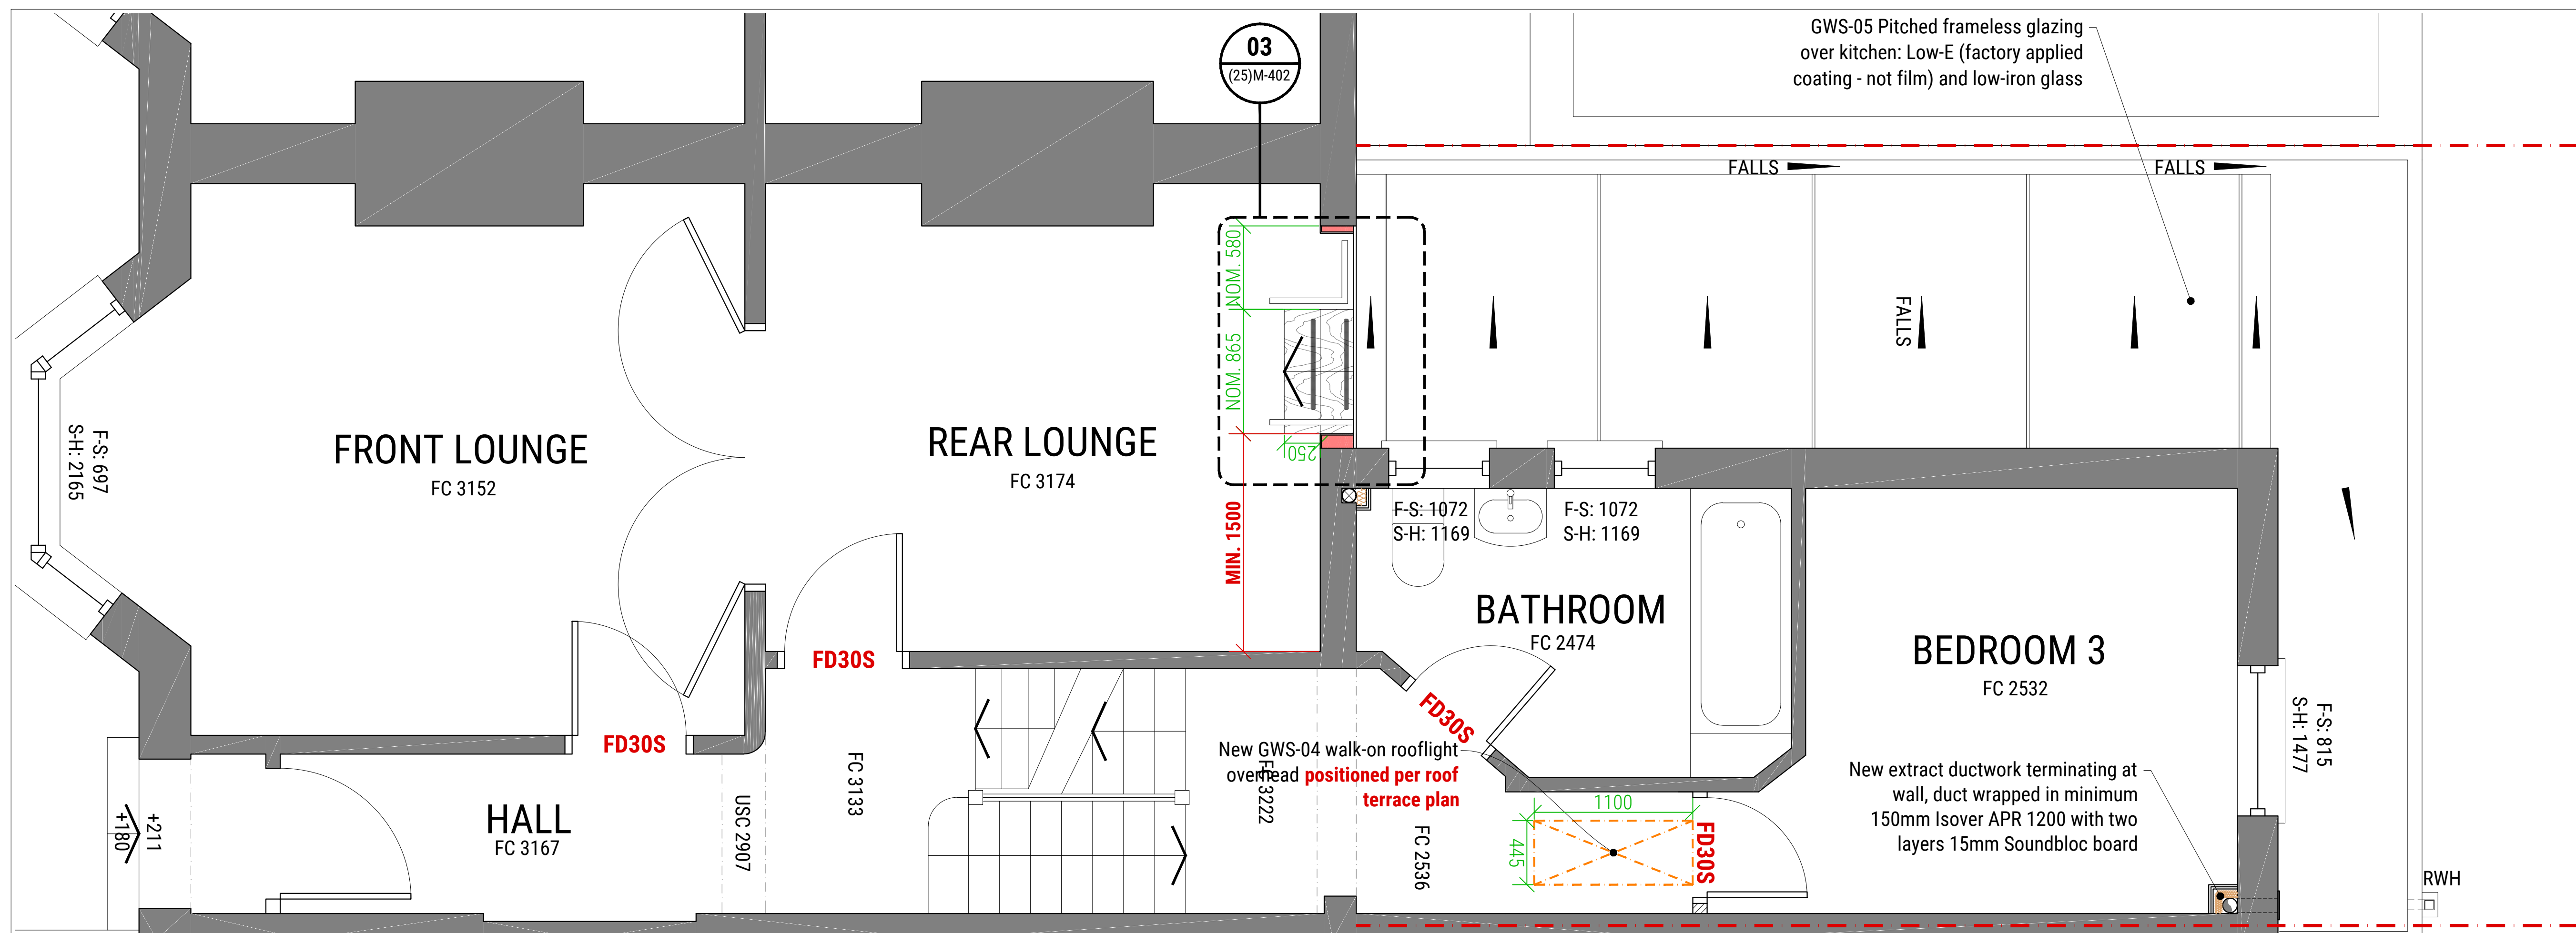 03
(25)M-402
GWS-05 Pitched frameless glazing
over kitchen: Low-E (factory applied
coating - not film) and low-iron glass
FALLS
FALLS
FALLS
NOM. 580
NOM. 865
250
MIN. 1500
F-S: 697
S-H: 2165
FRONT LOUNGE
FC 3152
REAR LOUNGE
FC 3174
F-S: 1072
S-H: 1169
F-S: 1072
S-H: 1169
BATHROOM
FC 2474
BEDROOM 3
FC 2532
F-S: 815
S-H: 1477
FD30S
FD30S
FD30S
FD30S
New GWS-04 walk-on rooflight
overhead positioned per roof
terrace plan
New extract ductwork terminating at
wall, duct wrapped in minimum
150mm Isover APR 1200 with two
layers 15mm Soundbloc board
+211
+180
HALL
FC 3167
USC 2907
FC 3133
FC 3222
FC 2536
1100
445
RWH